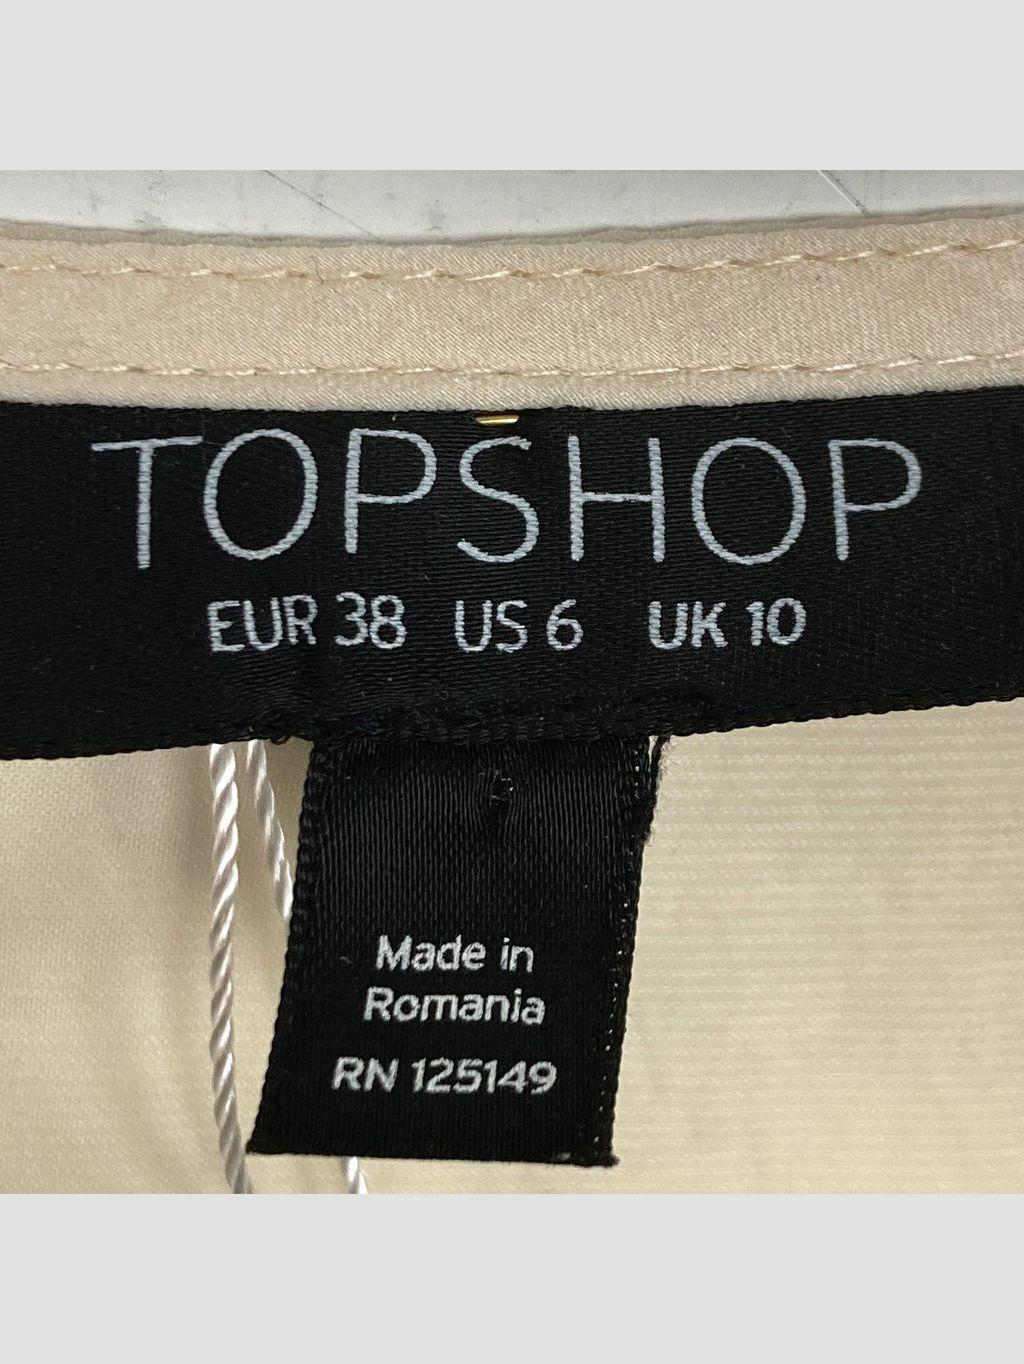 TOPSHOP
EUR 38 US 6 UK 10
Made in
Romania
RN 125149